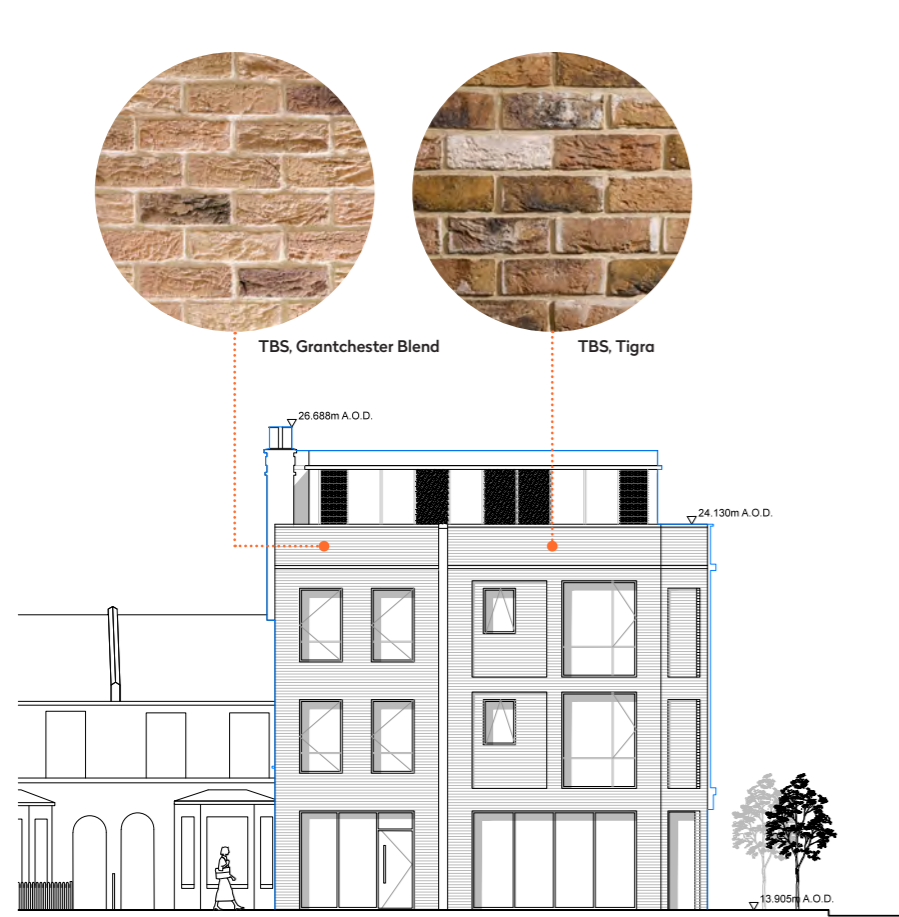 TBS, Grantchester Blend
TBS, Tigra
26.688m A.O.D.
24.130m A.O.D.
13.905m A.O.D.